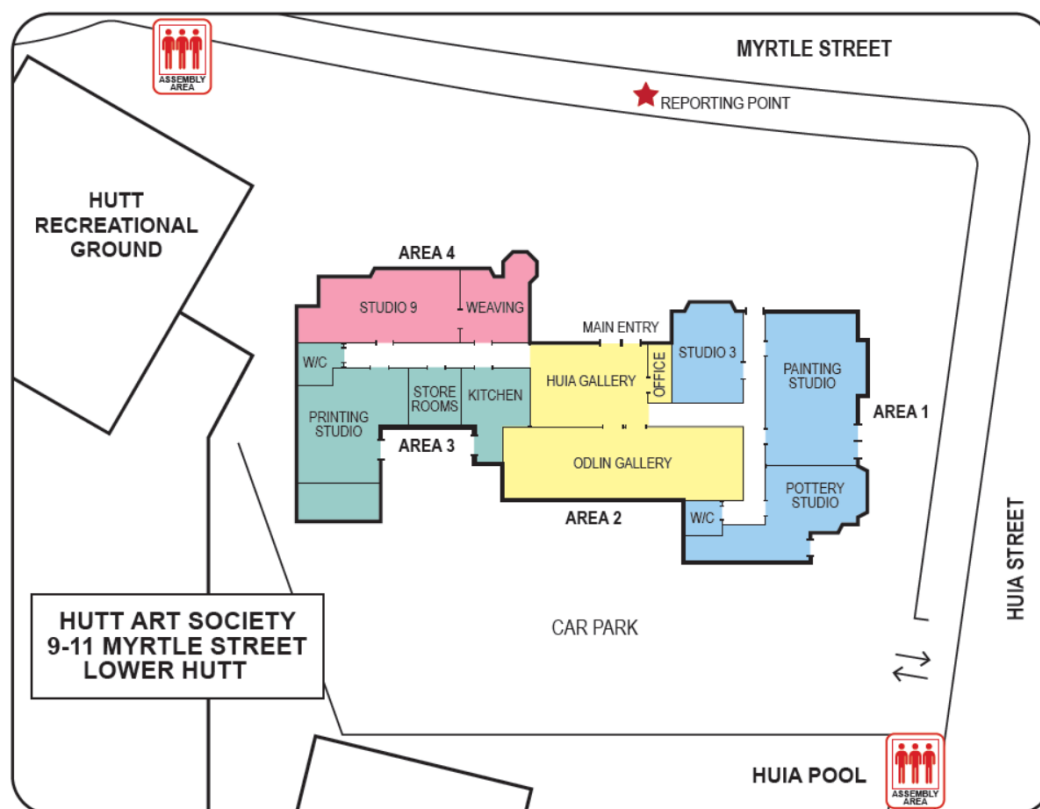 MYRTLE STREET
ASSEMBLY
AREA
REPORTING POINT
HUTT
RECREATIONAL
GROUND
AREA 4
STUDIO 9
WEAVING
MAIN ENTRY
STUDIO 3
W/C
HUIA GALLERY
OFFICE
PAINTING
STUDIO
STORE
ROOMS
KITCHEN
PRINTING
STUDIO
AREA 1
AREA 3
ODLIN GALLERY
POTTERY
STUDIO
AREA 2
W/C
HUIA STREET
HUTT ART SOCIETY
9-11 MYRTLE STREET
LOWER HUTT
CAR PARK
HUIA POOL
ASSEMBLY
AREA